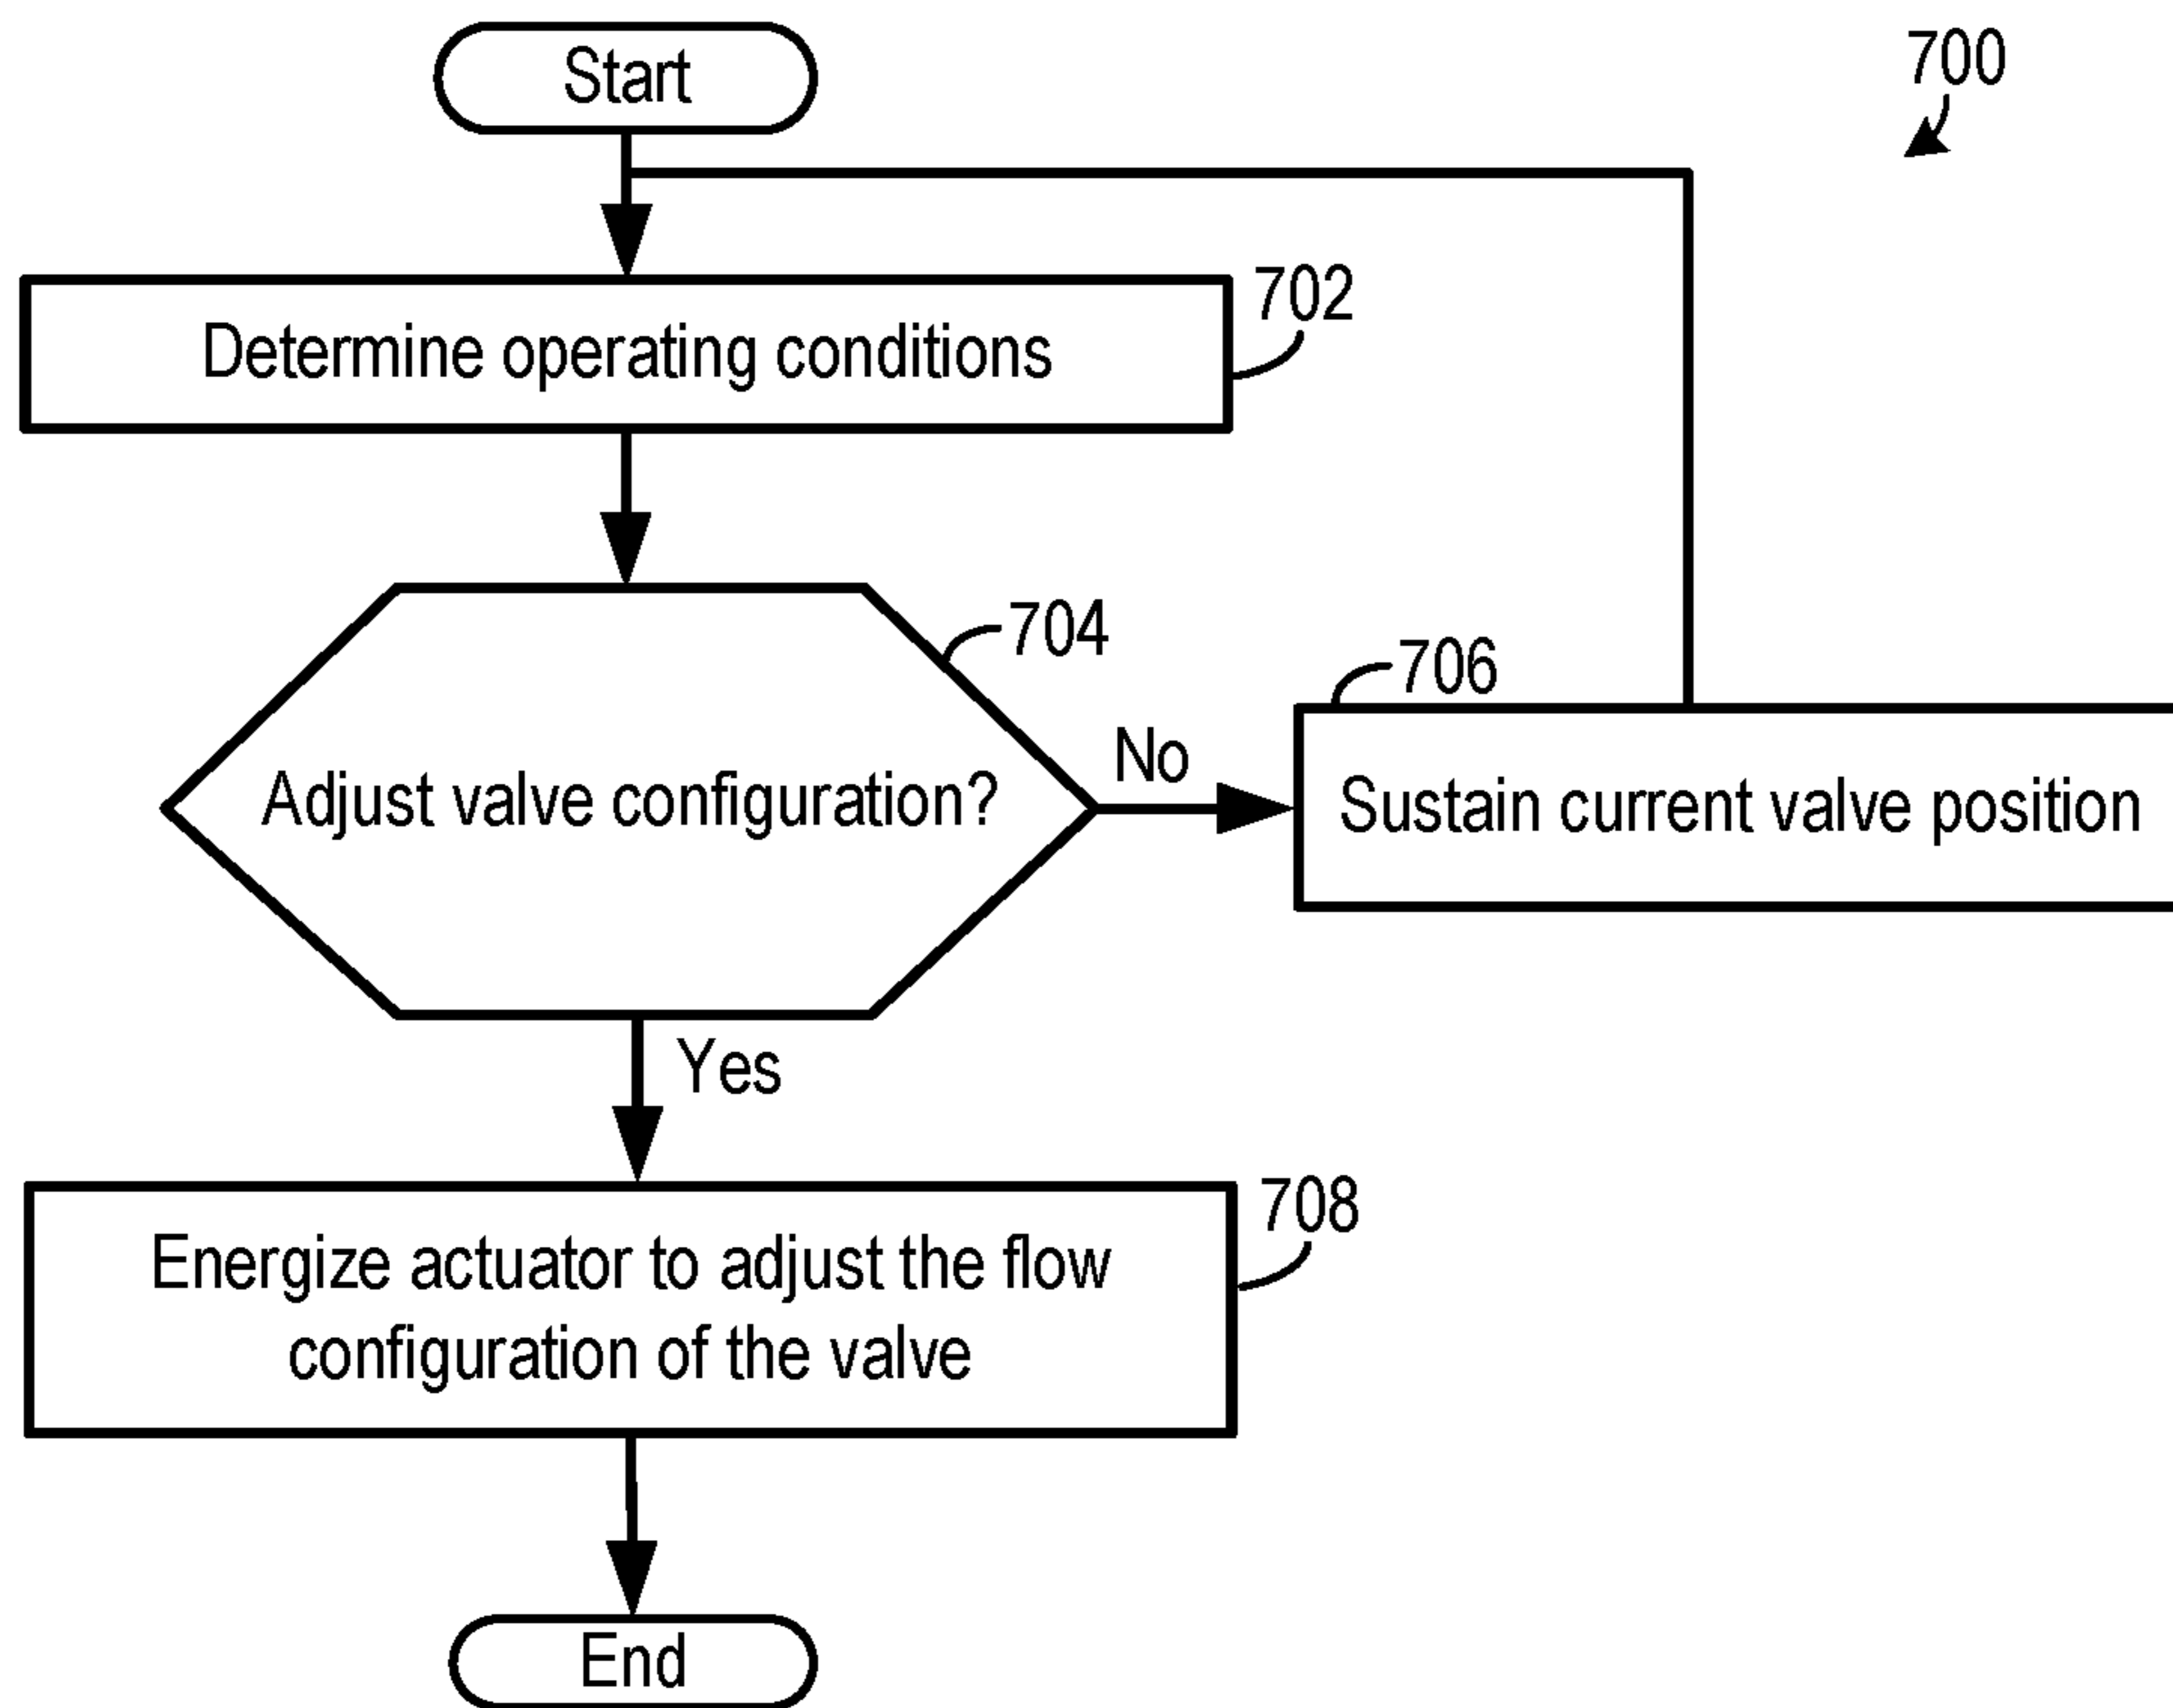 Start
700
Determine operating conditions
702
704
706
Adjust valve configuration?
No
Sustain current valve position
Yes
Energize actuator to adjust the flow
configuration of the valve
708
End